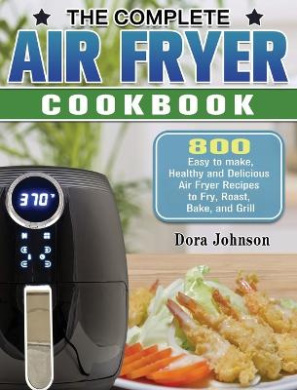 THE COMPLETE
AIR FRYER
COOKBOOK
800
Easy to make,
Healthy and Delicious
Air Fryer Recipes
to Fry, Roast,
Bake, and Grill
Dora Johnson
370°